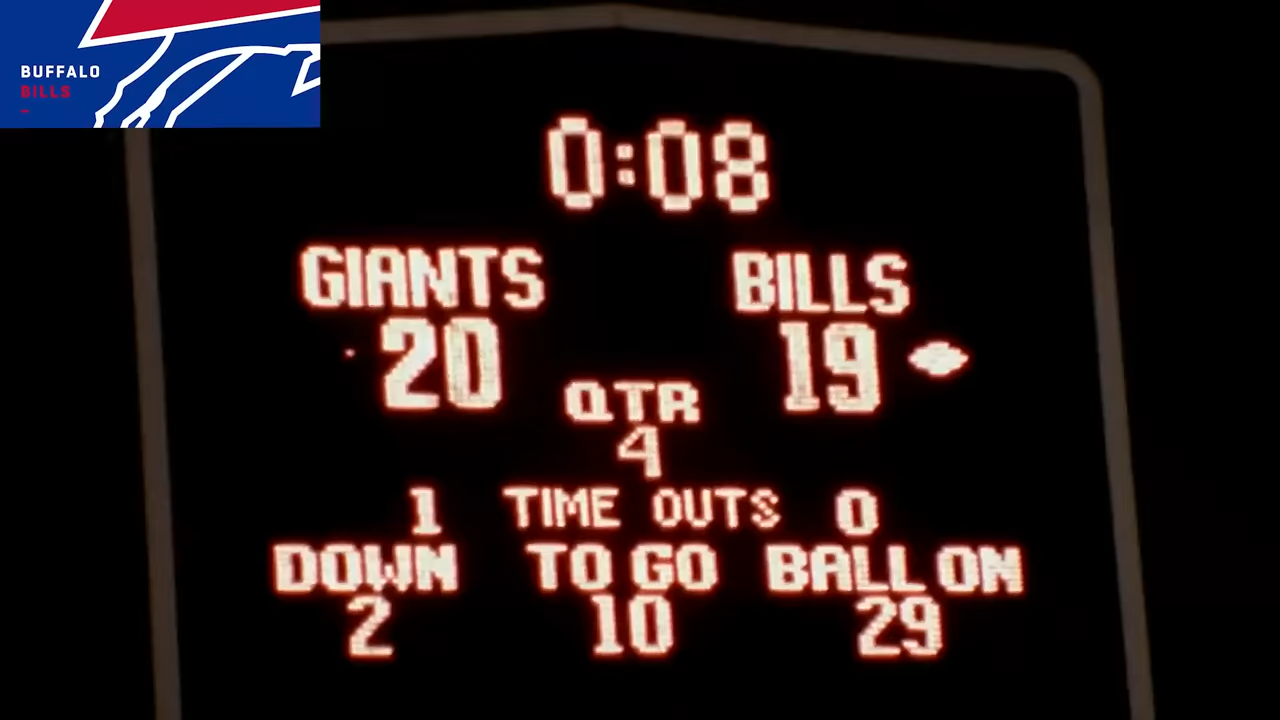 BUFFALO
BILLS
0:08
GIANTS BILLS
20 19
QTR
4
1 TIME OUTS 0
DOWN TO GO BALL ON
2 10 29